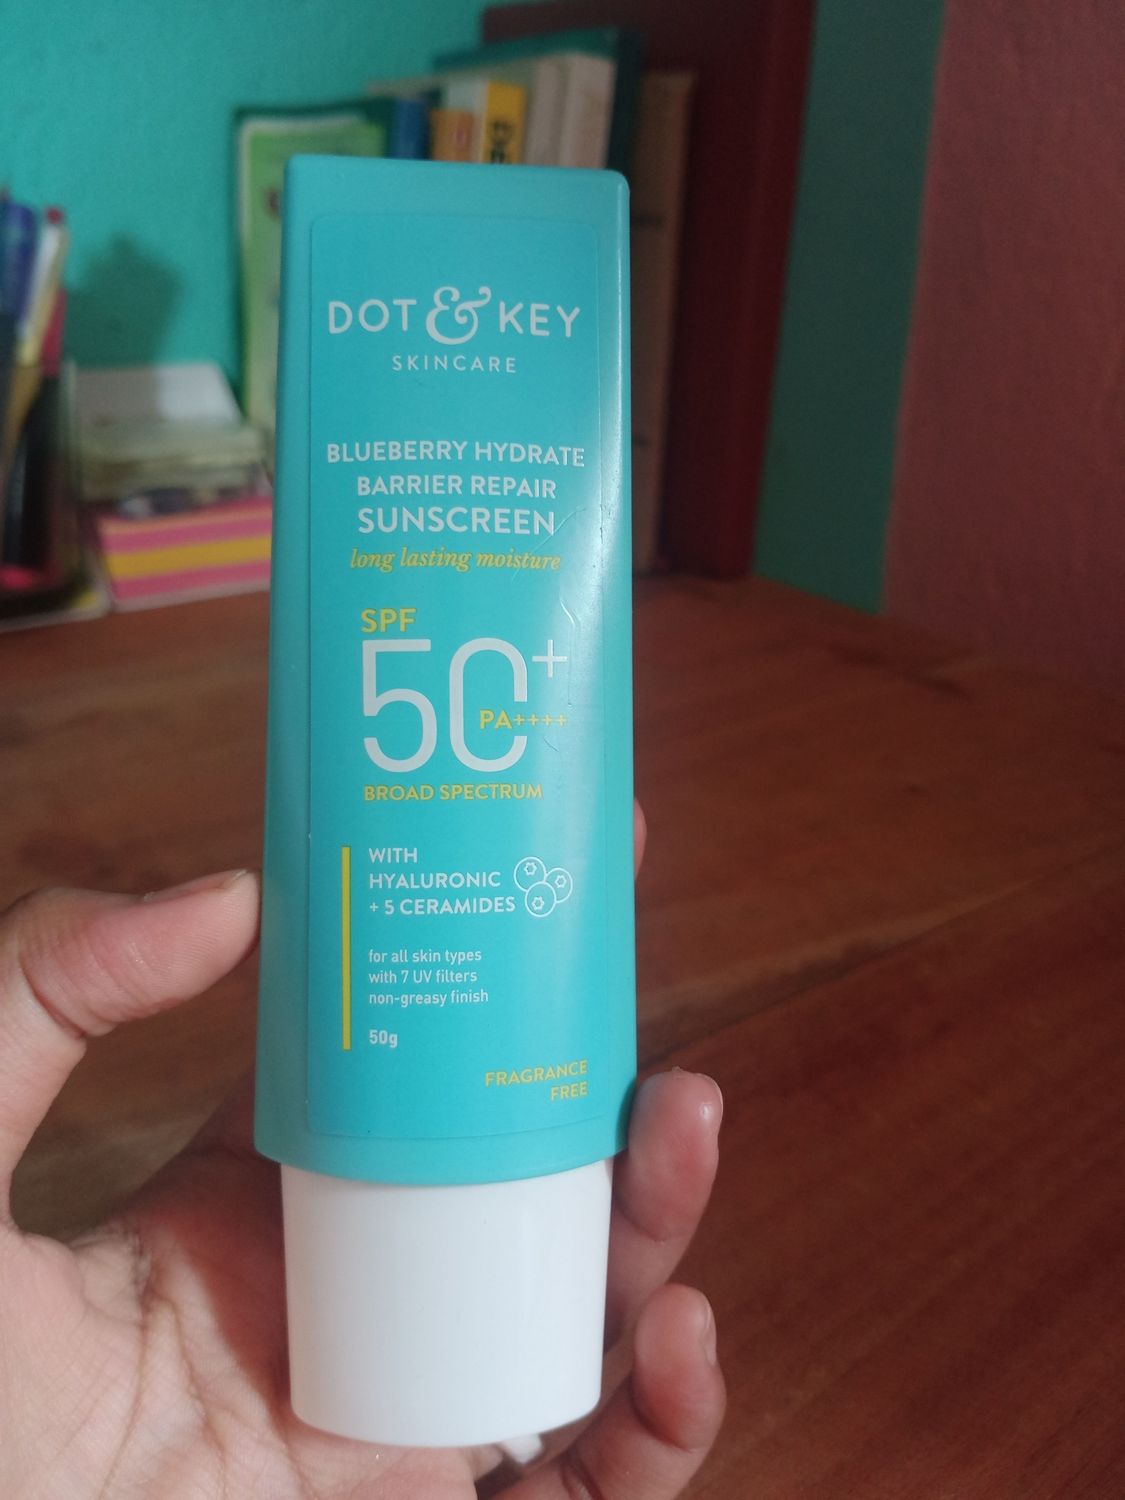 DOT & KEY
SKINCARE
BLUEBERRY HYDRATE
BARRIER REPAIR
SUNSCREEN
long lasting moisture
SPF
50+
PA++++
BROAD SPECTRUM
WITH
HYALURONIC
+ 5 CERAMIDES
for all skin types
with 7 UV filters
non-greasy finish
50g
FRAGRANCE
FREE